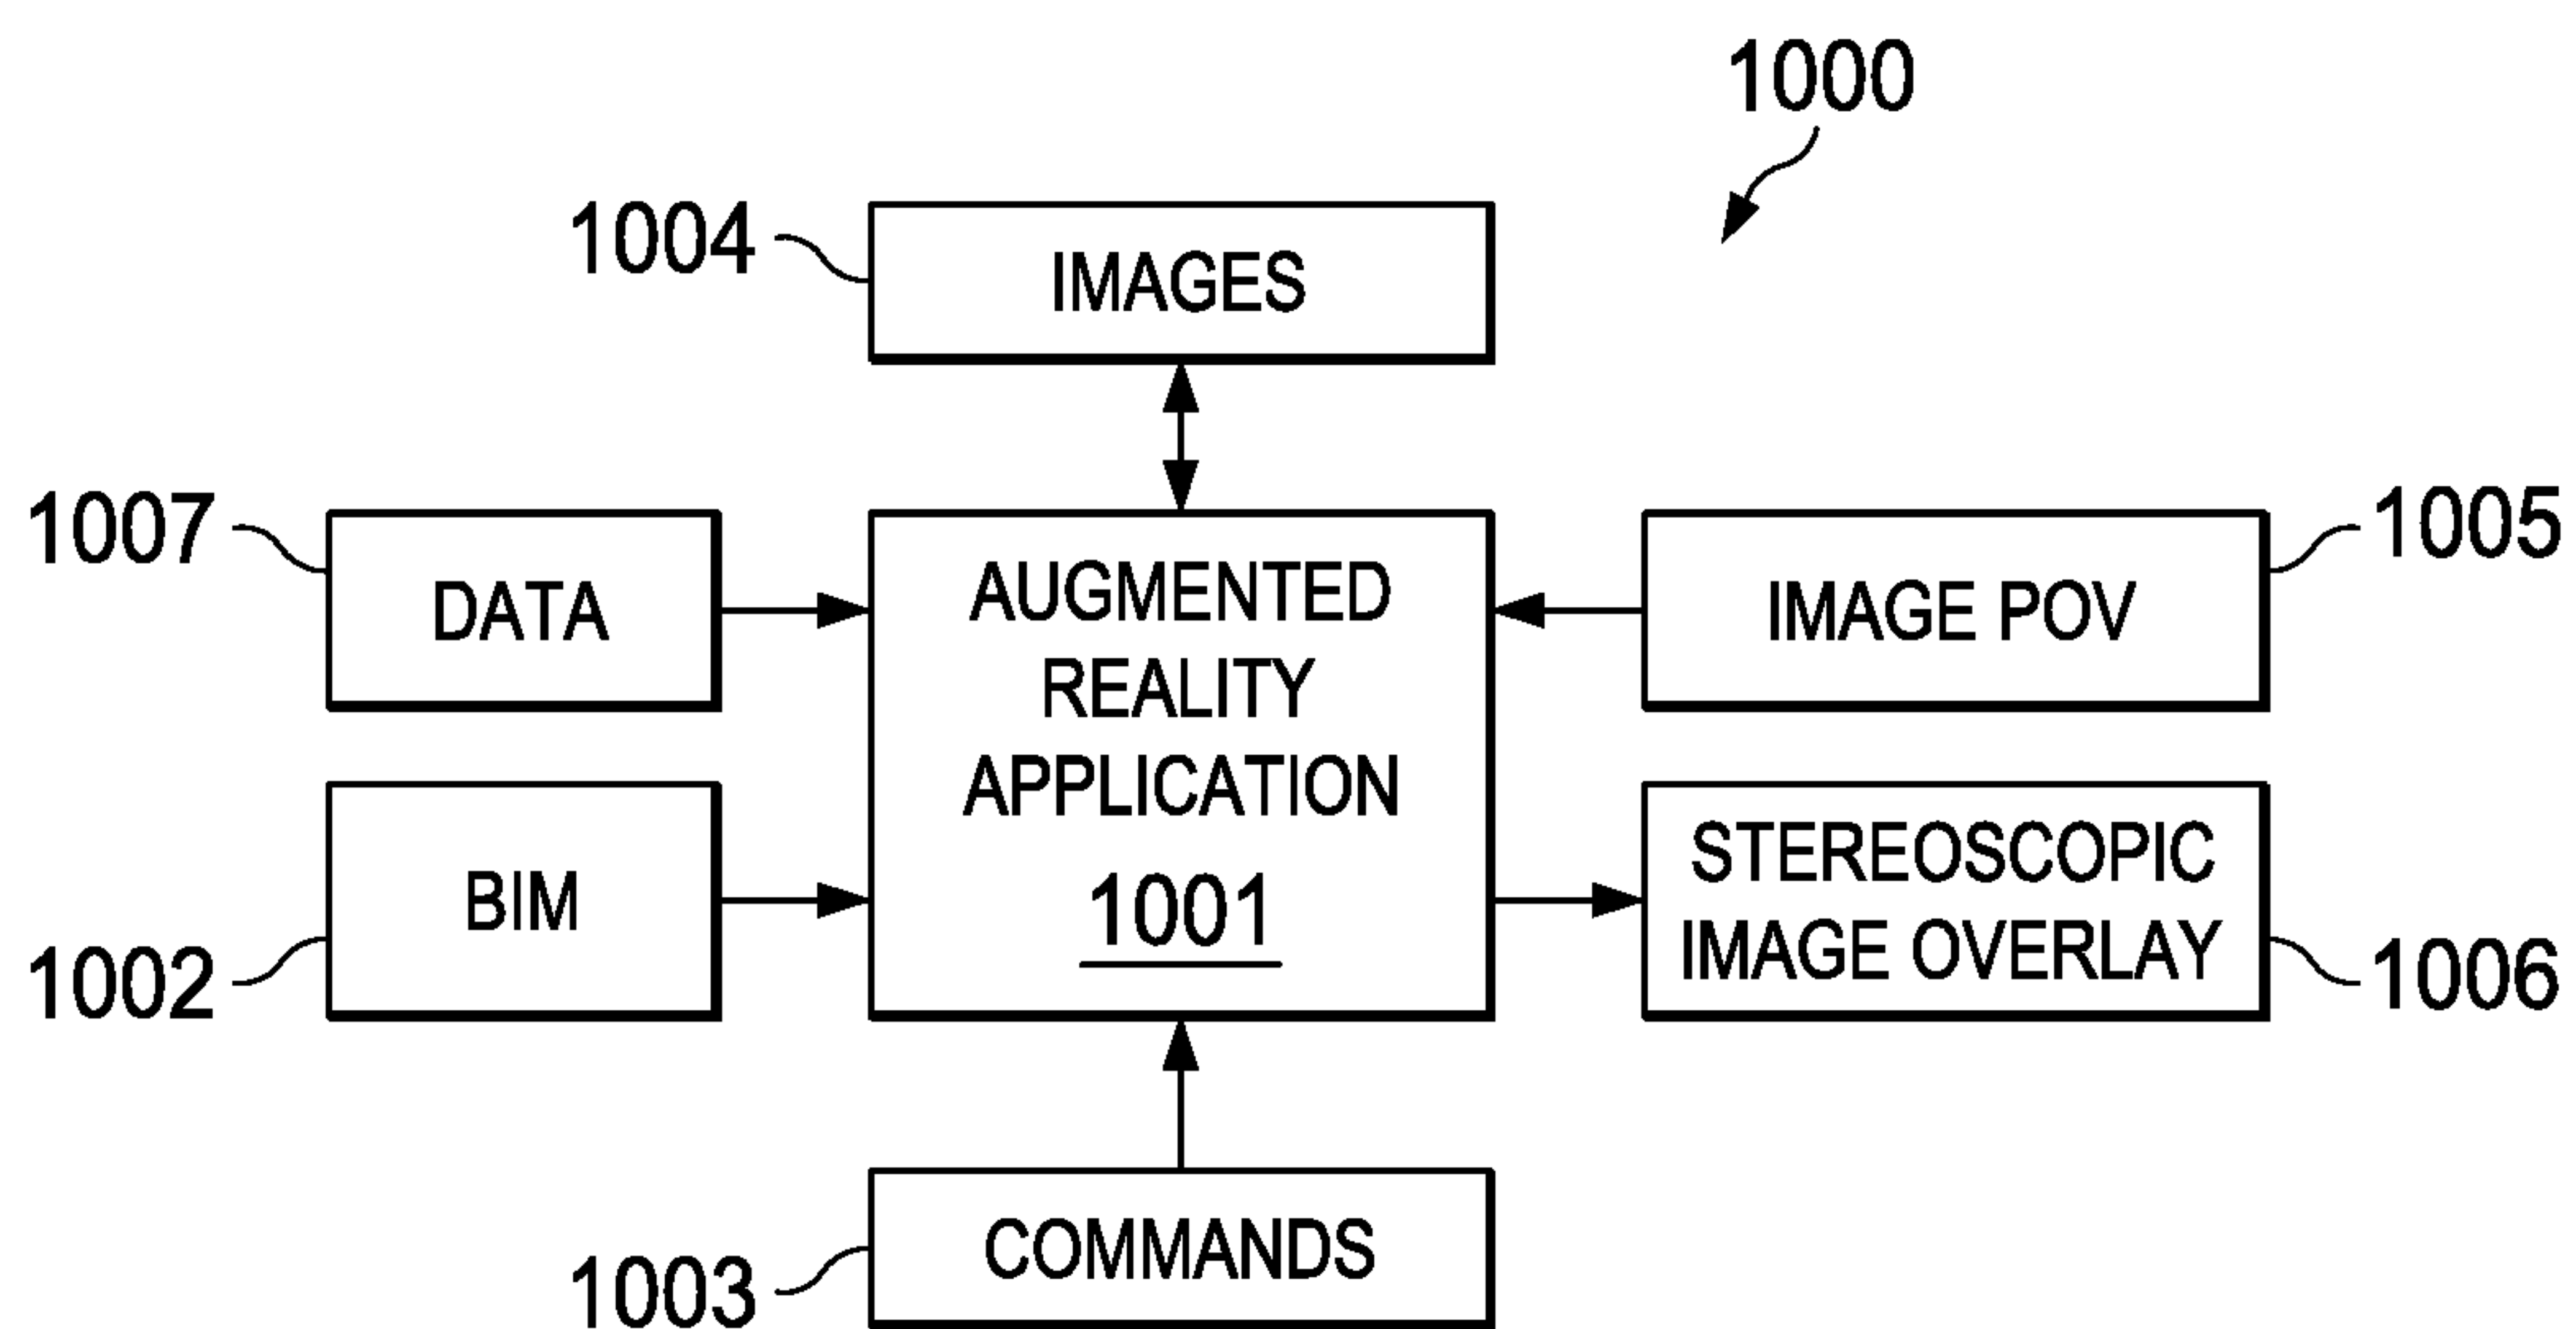 1000
1004
IMAGES
1007
DATA
AUGMENTED
REALITY
APPLICATION
1001
IMAGE POV
1005
BIM
1002
STEREOSCOPIC
IMAGE OVERLAY
1006
COMMANDS
1003